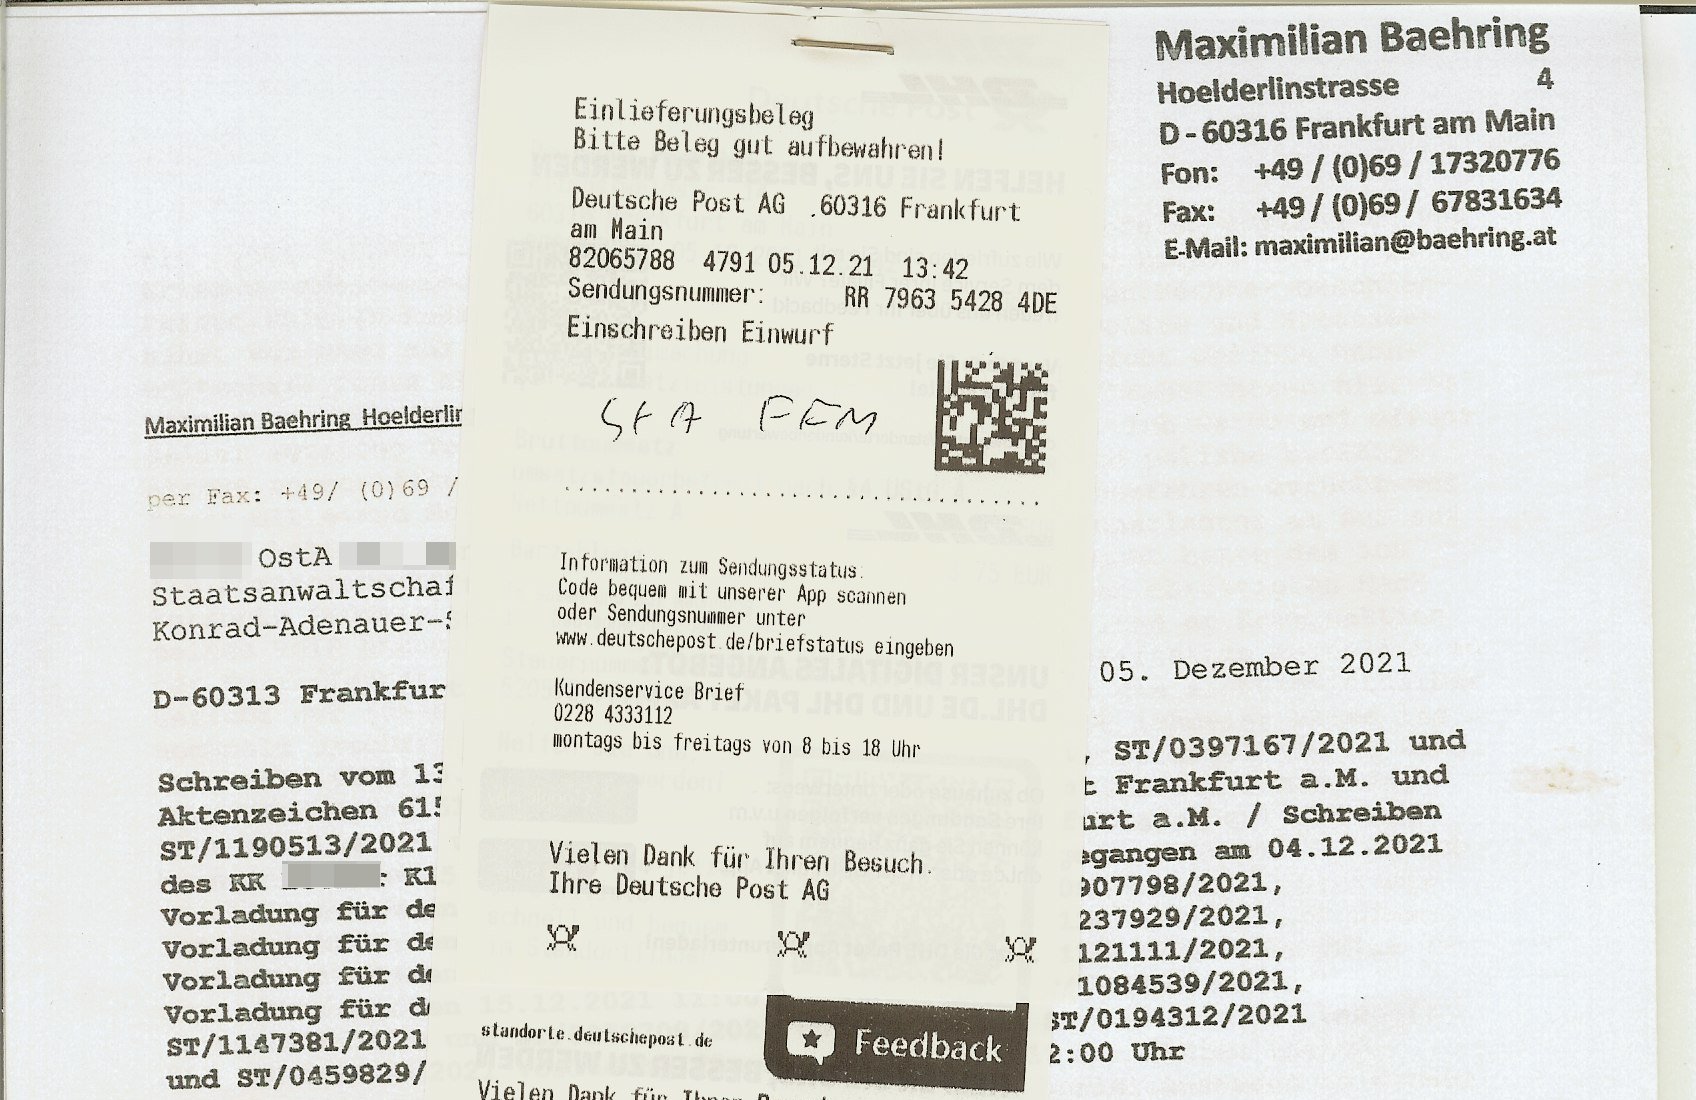 Maximilian Baehring
Hoelderlinstrasse 4
D - 60316 Frankfurt am Main
Fon: +49 / (0)69 / 17320776
Fax: +49 / (0)69 / 67831634
E-Mail: maximilian@baehring.at
Einlieferungsbeleg
Bitte Beleg gut aufbewahren!
Deutsche Post AG .60316 Frankfurt
am Main
82065788 4791 05.12.21 13:42
Sendungsnummer: RR 7963 5428 4DE
Einschreiben Einwurf
StA FFM
Information zum Sendungsstatus.
Code bequem mit unserer App scannen
oder Sendungsnummer unter
www.deutschepost.de/briefstatus eingeben
Kundenservice Brief
0228 4333112
montags bis freitags von 8 bis 18 Uhr
Vielen Dank für Ihren Besuch.
Ihre Deutsche Post AG
standorte.deutschepost.de
Feedback
Vielen Dank für Ihren
Maximilian Baehring Hoelderlin
per Fax: +49/ (0)69 /
OstA
Staatsanwaltschaf
Konrad-Adenauer-S
D-60313 Frankfur
05. Dezember 2021
Schreiben vom 13 , ST/0397167/2021 und
Aktenzeichen 615 t Frankfurt a.M. und
ST/1190513/2021 urt a.M. / Schreiben
des KK K1 egangen am 04.12.2021
Vorladung für de 907798/2021,
Vorladung für de 237929/2021,
Vorladung für de 121111/2021,
Vorladung für d 1084539/2021,
ST/1147381/2021 ST/0194312/2021
und ST/0459829/ 2:00 Uhr